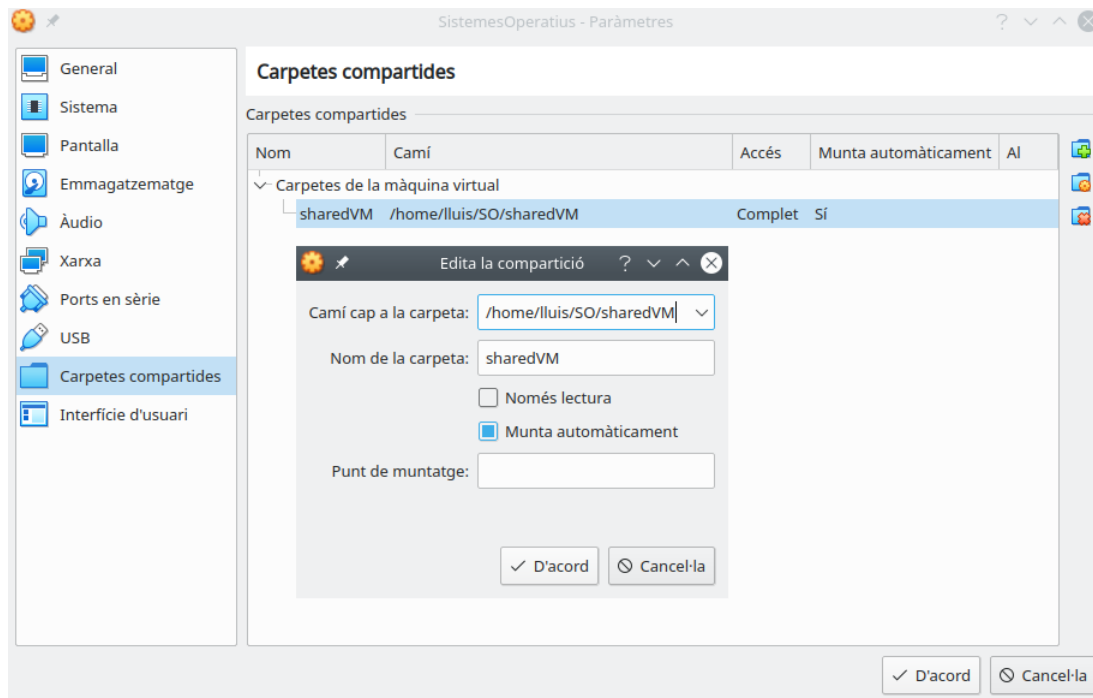 SistemesOperatius - Paràmetres
General
Sistema
Pantalla
Emmagatzematge
Àudio
Xarxa
Ports en sèrie
USB
Carpetes compartides
Interfície d'usuari
Carpetes compartides
Carpetes compartides
Nom Camí Accés Munta automàticament Al
Carpetes de la màquina virtual
sharedVM /home/lluis/SO/sharedVM Complet Sí
Edita la compartició
Camí cap a la carpeta: /home/lluis/SO/sharedVM
Nom de la carpeta: sharedVM
Només lectura
Munta automàticament
Punt de muntatge:
D'acord Cancel·la
D'acord Cancel·la